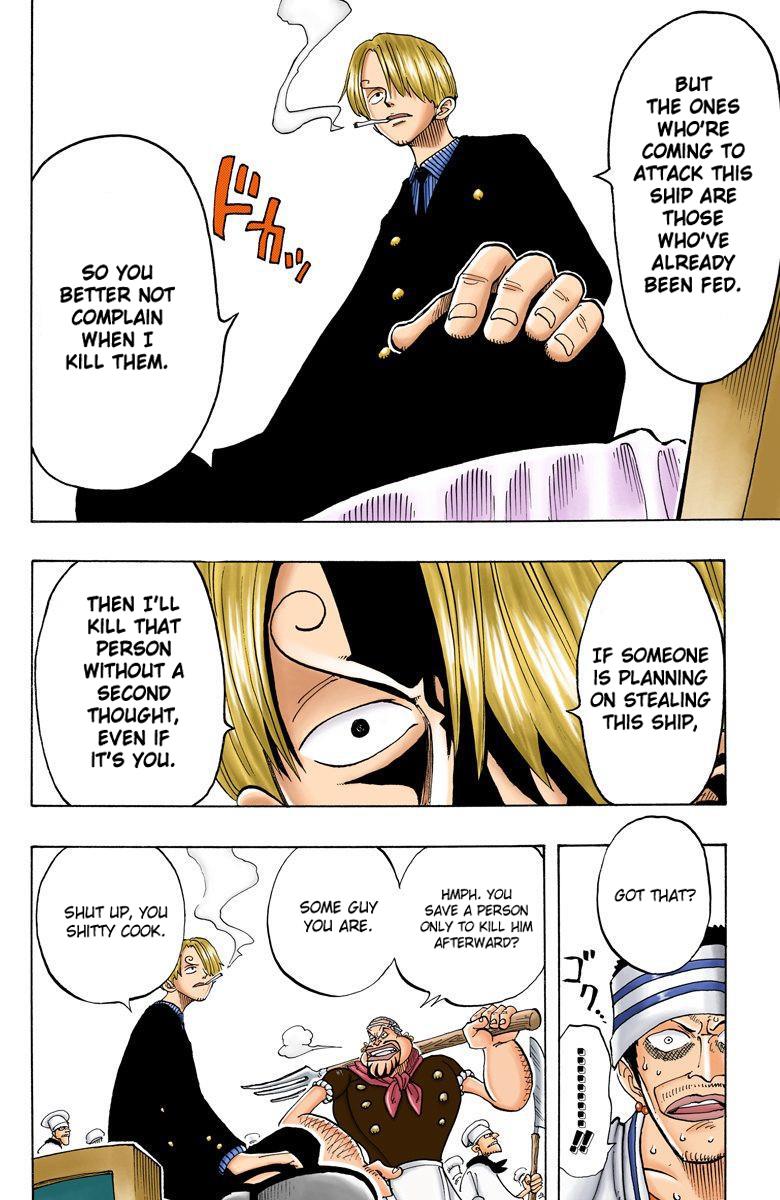 BUT
THE ONES
WHO'RE
COMING TO
ATTACK THIS
SHIP ARE
THOSE
WHO'VE
ALREADY
BEEN FED.
ドカッ
SO YOU
BETTER NOT
COMPLAIN
WHEN I
KILL THEM.
IF SOMEONE
IS PLANNING
ON STEALING
THIS SHIP,
THEN I'LL
KILL THAT
PERSON
WITHOUT A
SECOND
THOUGHT,
EVEN IF
IT'S YOU.
GOT THAT?
ゴク..
!!
HMPH. YOU
SAVE A PERSON
ONLY TO KILL HIM
AFTERWARD?
SOME GUY
YOU ARE.
SHUT UP, YOU
SHITTY COOK.